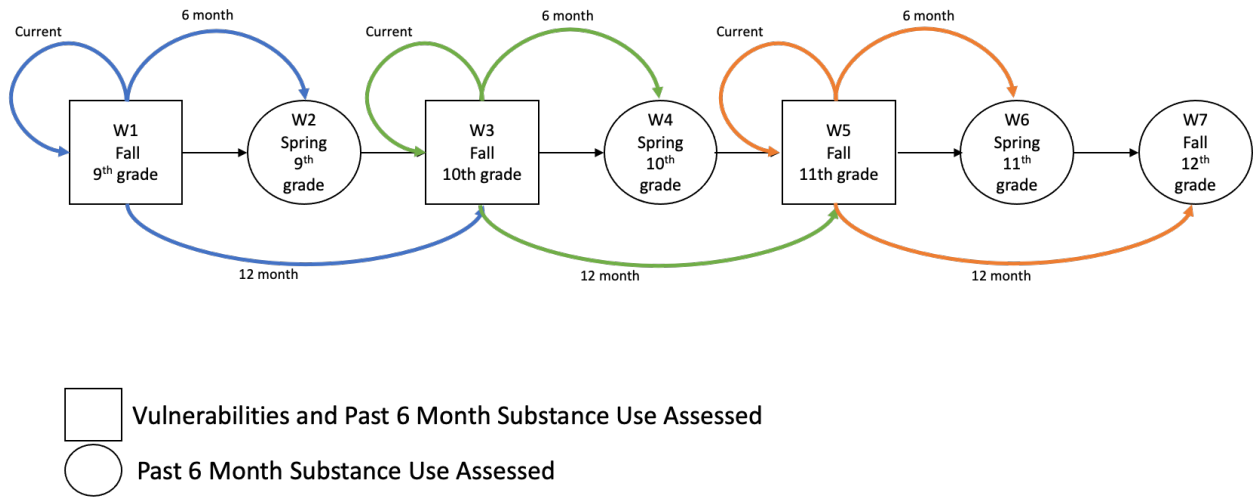 Current
6 month
Current
6 month
Current
6 month
W1
Fall
9th grade
W2
Spring
9th
grade
W3
Fall
10th grade
W4
Spring
10th
grade
W5
Fall
11th grade
W6
Spring
11th
grade
W7
Fall
12th
grade
12 month
12 month
12 month
Vulnerabilities and Past 6 Month Substance Use Assessed
Past 6 Month Substance Use Assessed